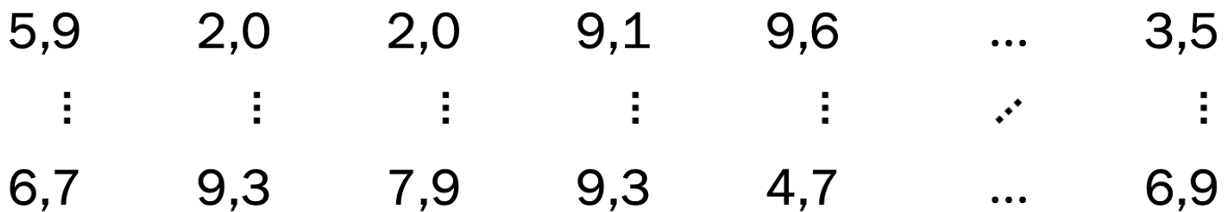 5,9 2,0 2,0 9,1 9,6 … 3,5
⋮ ⋮ ⋮ ⋮ ⋮ ⋰ ⋮
6,7 9,3 7,9 9,3 4,7 … 6,9